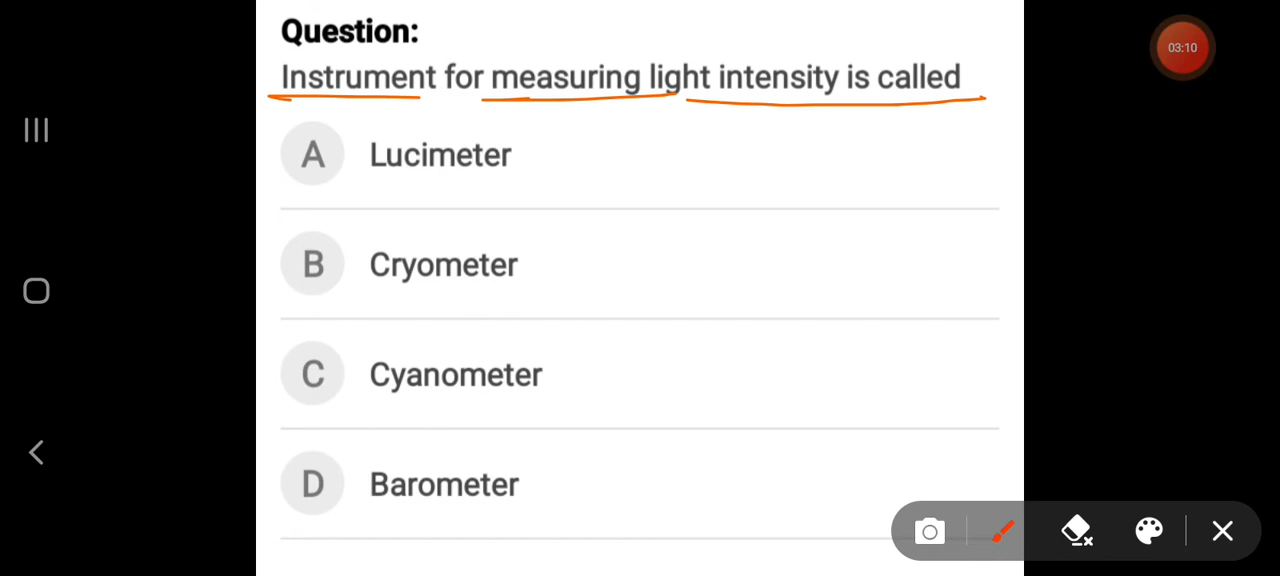 Question:
03:10
Instrument for measuring light intensity is called
A Lucimeter
B Cryometer
C Cyanometer
D Barometer